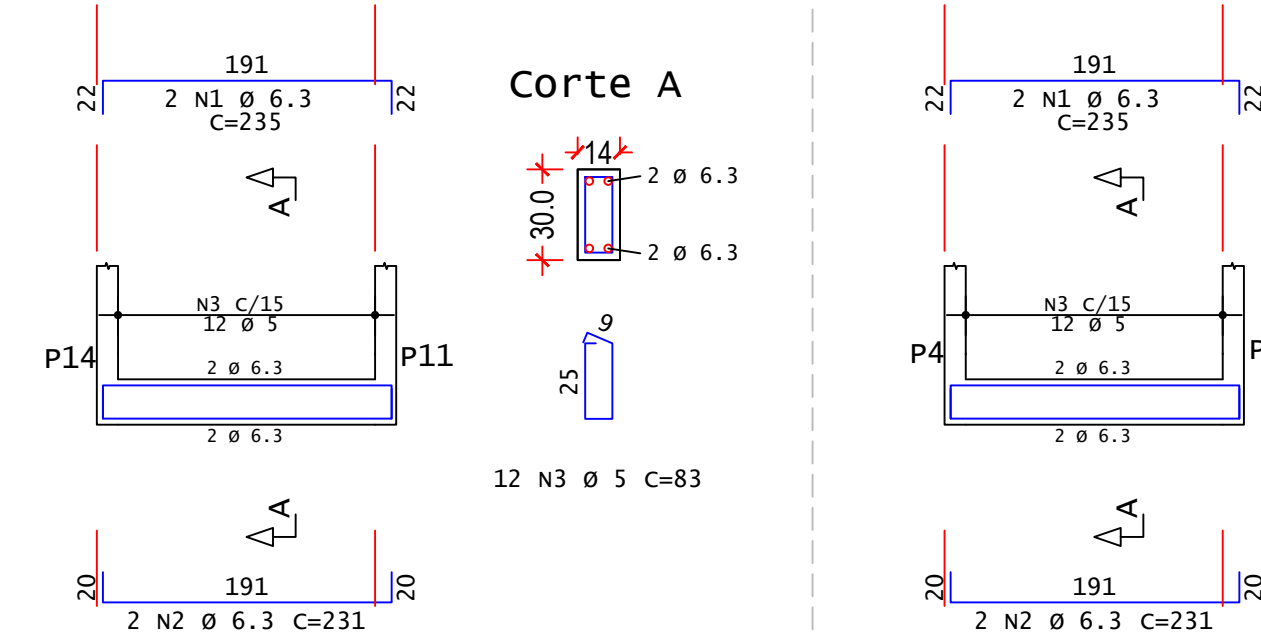 191
22
22
2 N1 Ø 6.3
C=235
A
N3 C/15
12 Ø 5
P14
P11
2 Ø 6.3
2 Ø 6.3
A
20
191
20
2 N2 Ø 6.3 C=231
Corte A
14
30.0
2 Ø 6.3
2 Ø 6.3
9
25
12 N3 Ø 5 C=83
191
22
22
2 N1 Ø 6.3
C=235
A
N3 C/15
12 Ø 5
P4
2 Ø 6.3
2 Ø 6.3
A
20
191
20
2 N2 Ø 6.3 C=231